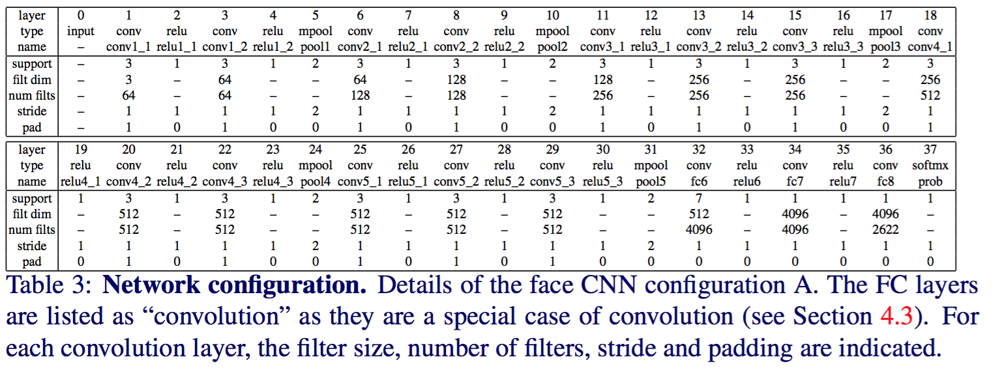 layer 0 1 2 3 4 5 6 7 8 9 10 11 12 13 14 15 16 17 18
type input conv relu conv relu mpool conv relu conv relu mpool conv relu conv relu conv relu mpool conv
name – conv1_1 relu1_1 conv1_2 relu1_2 pool1 conv2_1 relu2_1 conv2_2 relu2_2 pool2 conv3_1 relu3_1 conv3_2 relu3_2 conv3_3 relu3_3 pool3 conv4_1
support – 3 1 3 1 2 3 1 3 1 2 3 1 3 1 3 1 2 3
filt dim – 3 – 64 – – 64 – 128 – – 128 – 256 – 256 – – 256
num filts – 64 – 64 – – 128 – 128 – – 256 – 256 – 256 – – 512
stride – 1 1 1 1 2 1 1 1 1 2 1 1 1 1 1 1 2 1
pad – 1 0 1 0 0 1 0 1 0 0 1 0 1 0 1 0 0 1
layer 19 20 21 22 23 24 25 26 27 28 29 30 31 32 33 34 35 36 37
type relu conv relu conv relu mpool conv relu conv relu conv relu mpool conv relu conv relu conv softmx
name relu4_1 conv4_2 relu4_2 conv4_3 relu4_3 pool4 conv5_1 relu5_1 conv5_2 relu5_2 conv5_3 relu5_3 pool5 fc6 relu6 fc7 relu7 fc8 prob
support 1 3 1 3 1 2 3 1 3 1 3 1 2 7 1 1 1 1 1
filt dim – 512 – 512 – – 512 – 512 – 512 – – 512 – 4096 – 4096 –
num filts – 512 – 512 – – 512 – 512 – 512 – – 4096 – 4096 – 2622 –
stride 1 1 1 1 1 2 1 1 1 1 1 1 2 1 1 1 1 1 1
pad 0 1 0 1 0 0 1 0 1 0 1 0 0 0 0 0 0 0 0
Table 3: Network configuration. Details of the face CNN configuration A. The FC layers
are listed as “convolution” as they are a special case of convolution (see Section 4.3). For
each convolution layer, the filter size, number of filters, stride and padding are indicated.